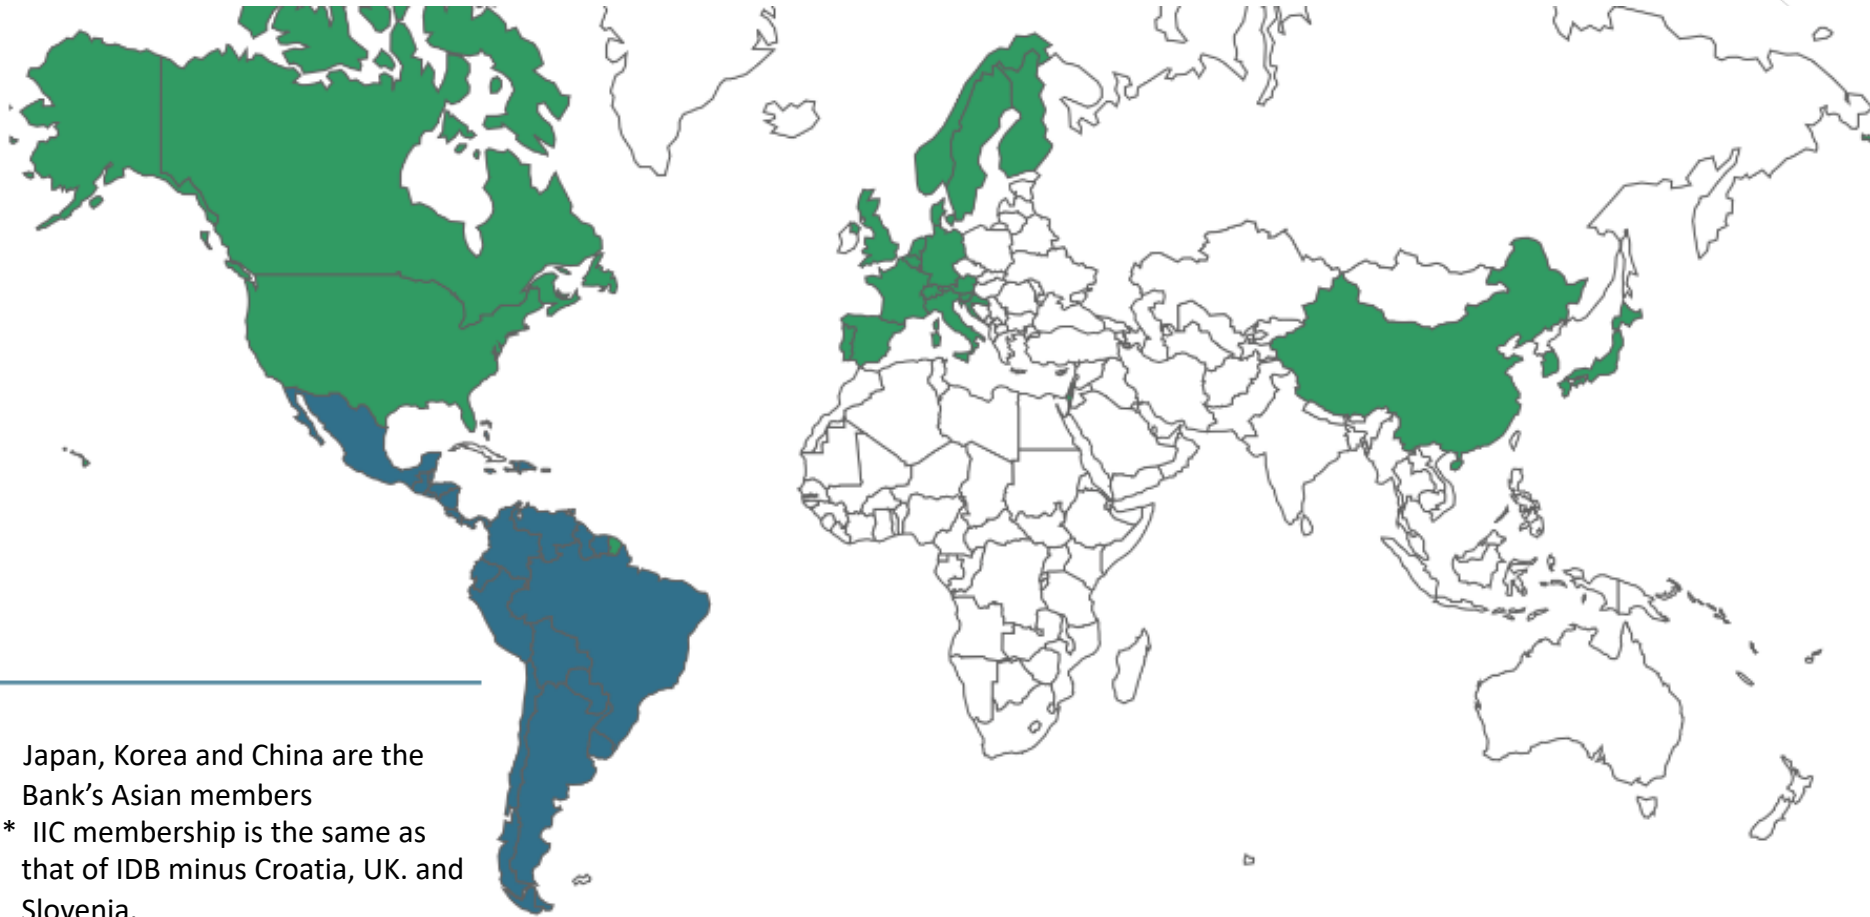 Japan, Korea and China are the
Bank’s Asian members
* IIC membership is the same as
that of IDB minus Croatia, UK. and
Slovenia.